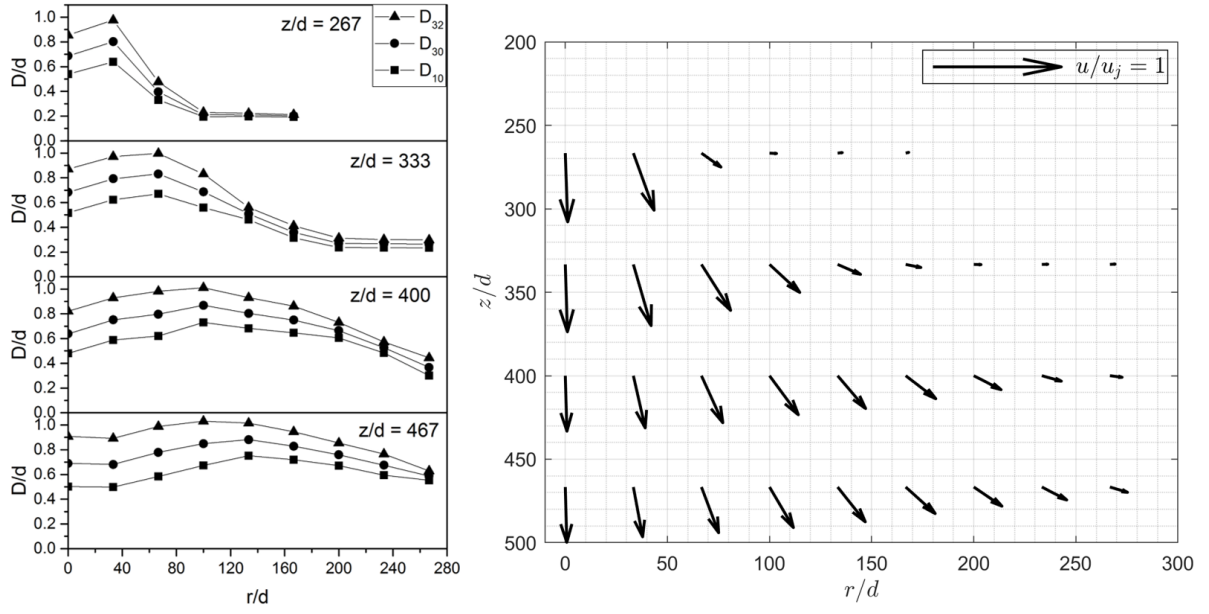 z/d = 267
D₃₂
D₃₀
D₁₀
D/d
1.0
0.8
0.6
0.4
0.2
0.0
z/d = 333
D/d
1.0
0.8
0.6
0.4
0.2
0.0
z/d = 400
D/d
1.0
0.8
0.6
0.4
0.2
0.0
z/d = 467
D/d
1.0
0.8
0.6
0.4
0.2
0.0
0 40 80 120 160 200 240 280
r/d
u/uⱼ = 1
z/d
200
250
300
350
400
450
500
0 50 100 150 200 250 300
r/d